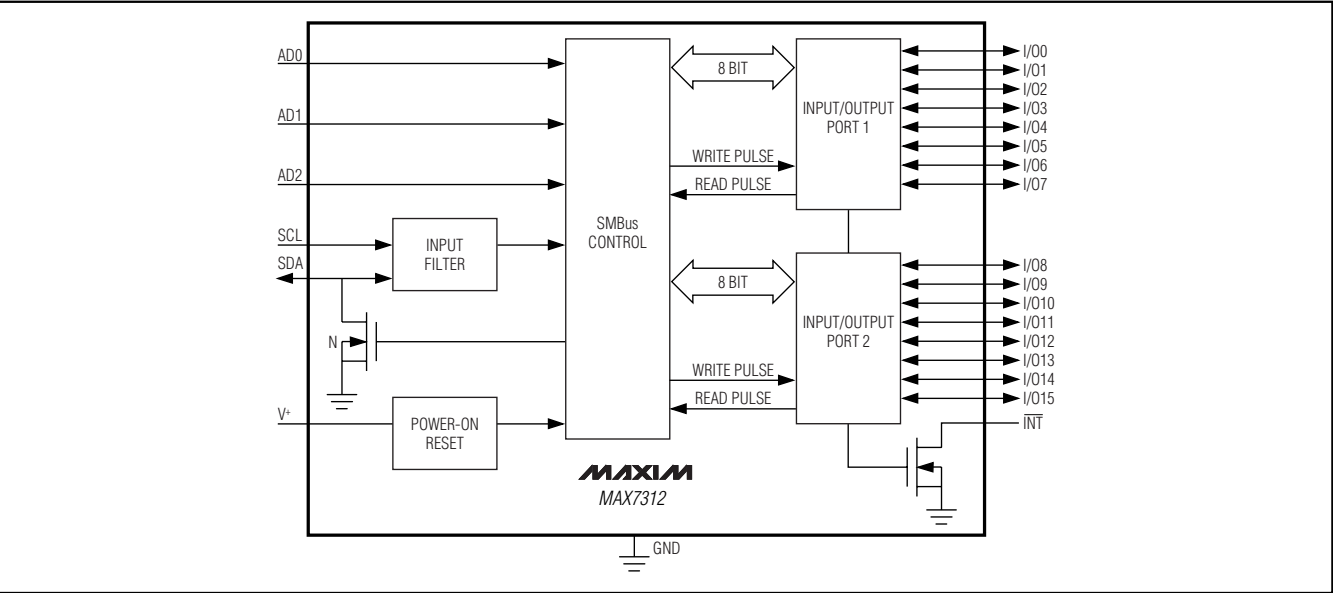 AD0
AD1
AD2
SCL
SDA
N
V+
INPUT
FILTER
POWER-ON
RESET
SMBus
CONTROL
8 BIT
WRITE PULSE
READ PULSE
8 BIT
WRITE PULSE
READ PULSE
INPUT/OUTPUT
PORT 1
INPUT/OUTPUT
PORT 2
I/O0
I/O1
I/O2
I/O3
I/O4
I/O5
I/O6
I/O7
I/O8
I/O9
I/O10
I/O11
I/O12
I/O13
I/O14
I/O15
INT
MAXIM
MAX7312
GND